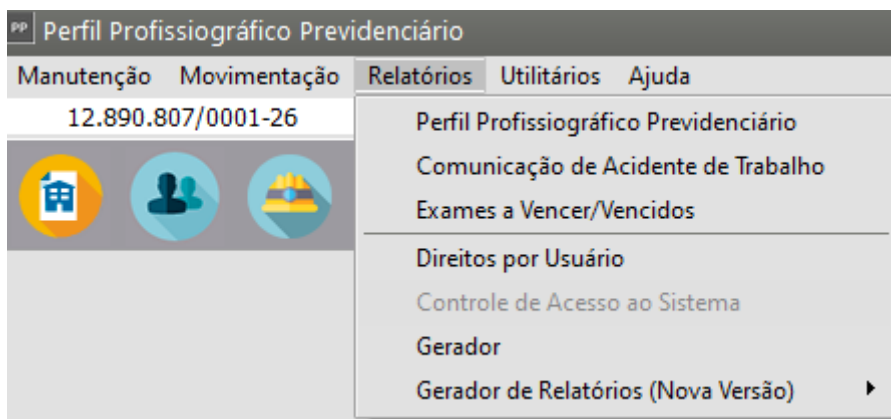 PP Perfil Profissiográfico Previdenciário
Manutenção Movimentação Relatórios Utilitários Ajuda
12.890.807/0001-26
Perfil Profissiográfico Previdenciário
Comunicação de Acidente de Trabalho
Exames a Vencer/Vencidos
Direitos por Usuário
Controle de Acesso ao Sistema
Gerador
Gerador de Relatórios (Nova Versão)